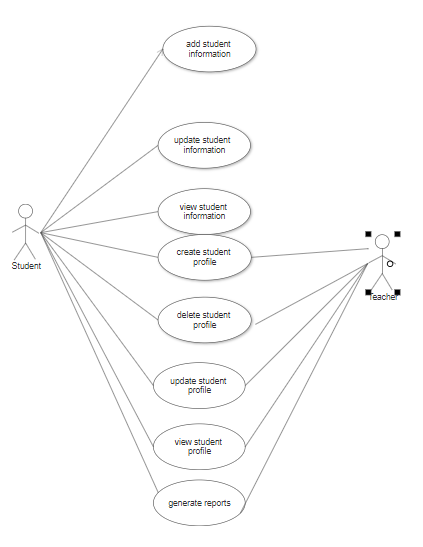 add student
information
update student
information
view student
information
create student
profile
Student
Teacher
delete student
profile
update student
profile
view student
profile
generate reports